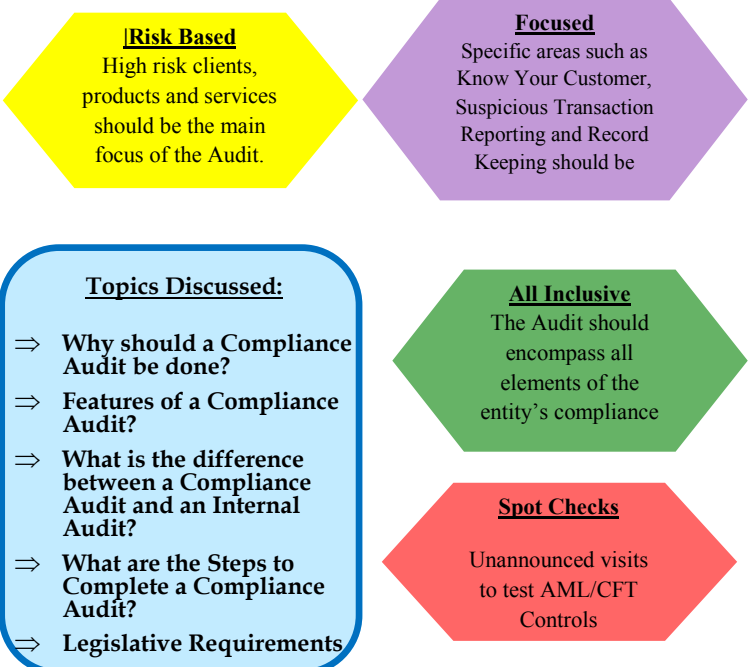 |Risk Based
High risk clients,
products and services
should be the main
focus of the Audit.
Focused
Specific areas such as
Know Your Customer,
Suspicious Transaction
Reporting and Record
Keeping should be
Topics Discussed:
⇒ Why should a Compliance
Audit be done?
⇒ Features of a Compliance
Audit?
⇒ What is the difference
between a Compliance
Audit and an Internal
Audit?
⇒ What are the Steps to
Complete a Compliance
Audit?
⇒ Legislative Requirements
All Inclusive
The Audit should
encompass all
elements of the
entity’s compliance
Spot Checks
Unannounced visits
to test AML/CFT
Controls